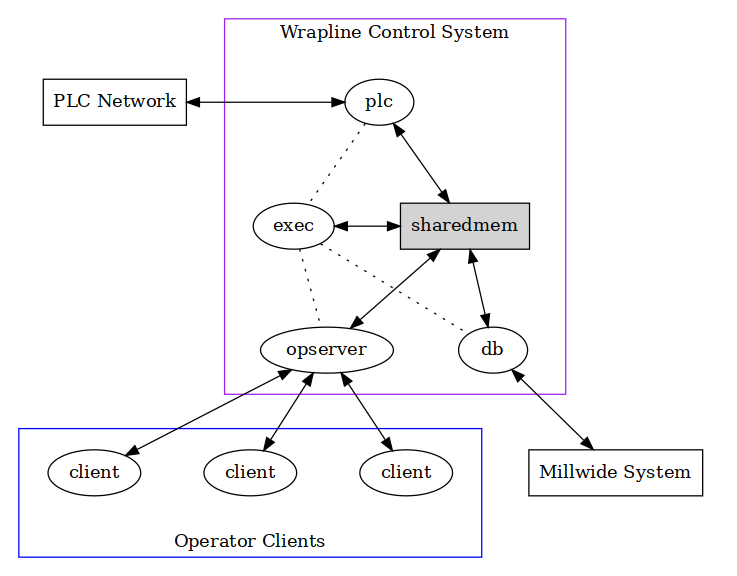 Wrapline Control System
PLC Network
plc
exec
sharedmem
opserver
db
client
client
client
Millwide System
Operator Clients